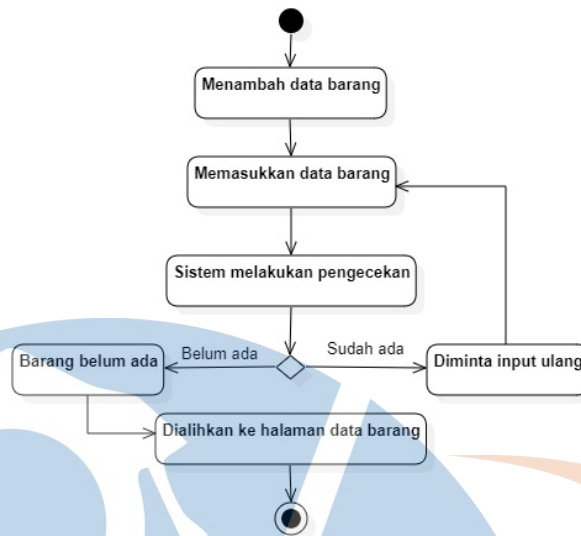 Menambah data barang
Memasukkan data barang
Sistem melakukan pengecekan
Belum ada
Sudah ada
Barang belum ada
Diminta input ulang
Dialihkan ke halaman data barang